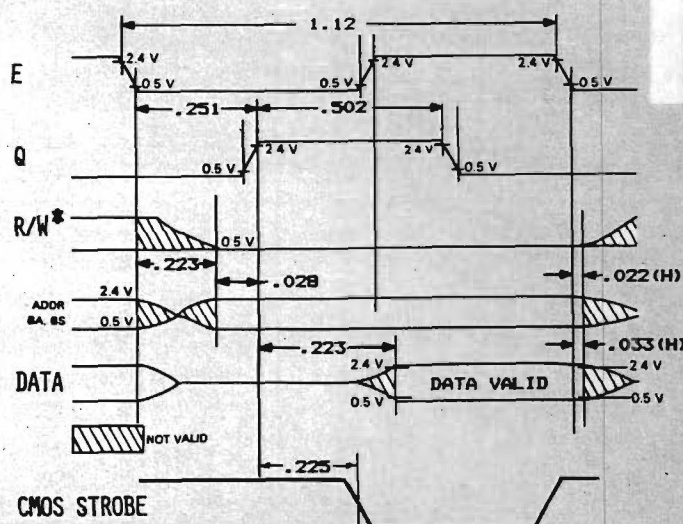 1.12
E
2.4 V
0.5 V
2.4 V
2.4 V
0.5 V
0.5 V
.251
.502
Q
2.4 V
2.4 V
0.5 V
0.5 V
R/W*
0.5 V
.223
.028
.022(H)
ADDR
BA, BS
2.4 V
0.5 V
.223
.033(H)
DATA
2.4 V
DATA VALID
2.4 V
0.5 V
0.5 V
NOT VALID
.225
CMOS STROBE